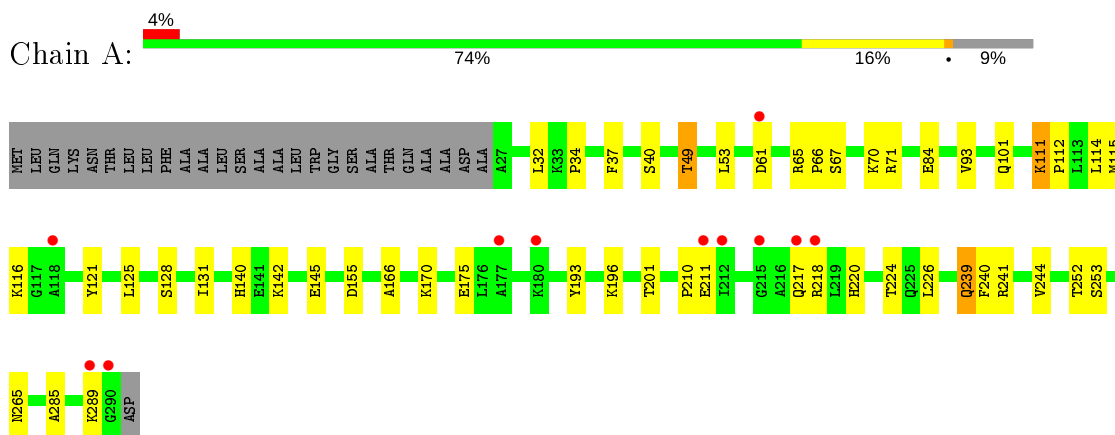 4%
Chain A:
74% 16% • 9%
MET LEU GLN LYS ASN THR LEU LEU PHE ALA ALA LEU SER ALA ALA LEU TRP GLY SER ALA THR GLN ALA ALA ASP ALA A27 L32 K33 P34 F37 S40 T49 L53 D61 R65 P66 S67 K70 R71 E84 V93 Q101 K111 P112 L113 L114 M115
K116 G117 A118 Y121 L125 S128 I131 H140 E141 K142 E145 D155 A166 K170 E175 L176 A177 K180 Y193 K196 T201 P210 E211 I212 G215 A216 Q217 R218 L219 H220 T224 Q225 L226 Q239 F240 R241 V244 T252 S253
N265 A285 K289 G290 ASP